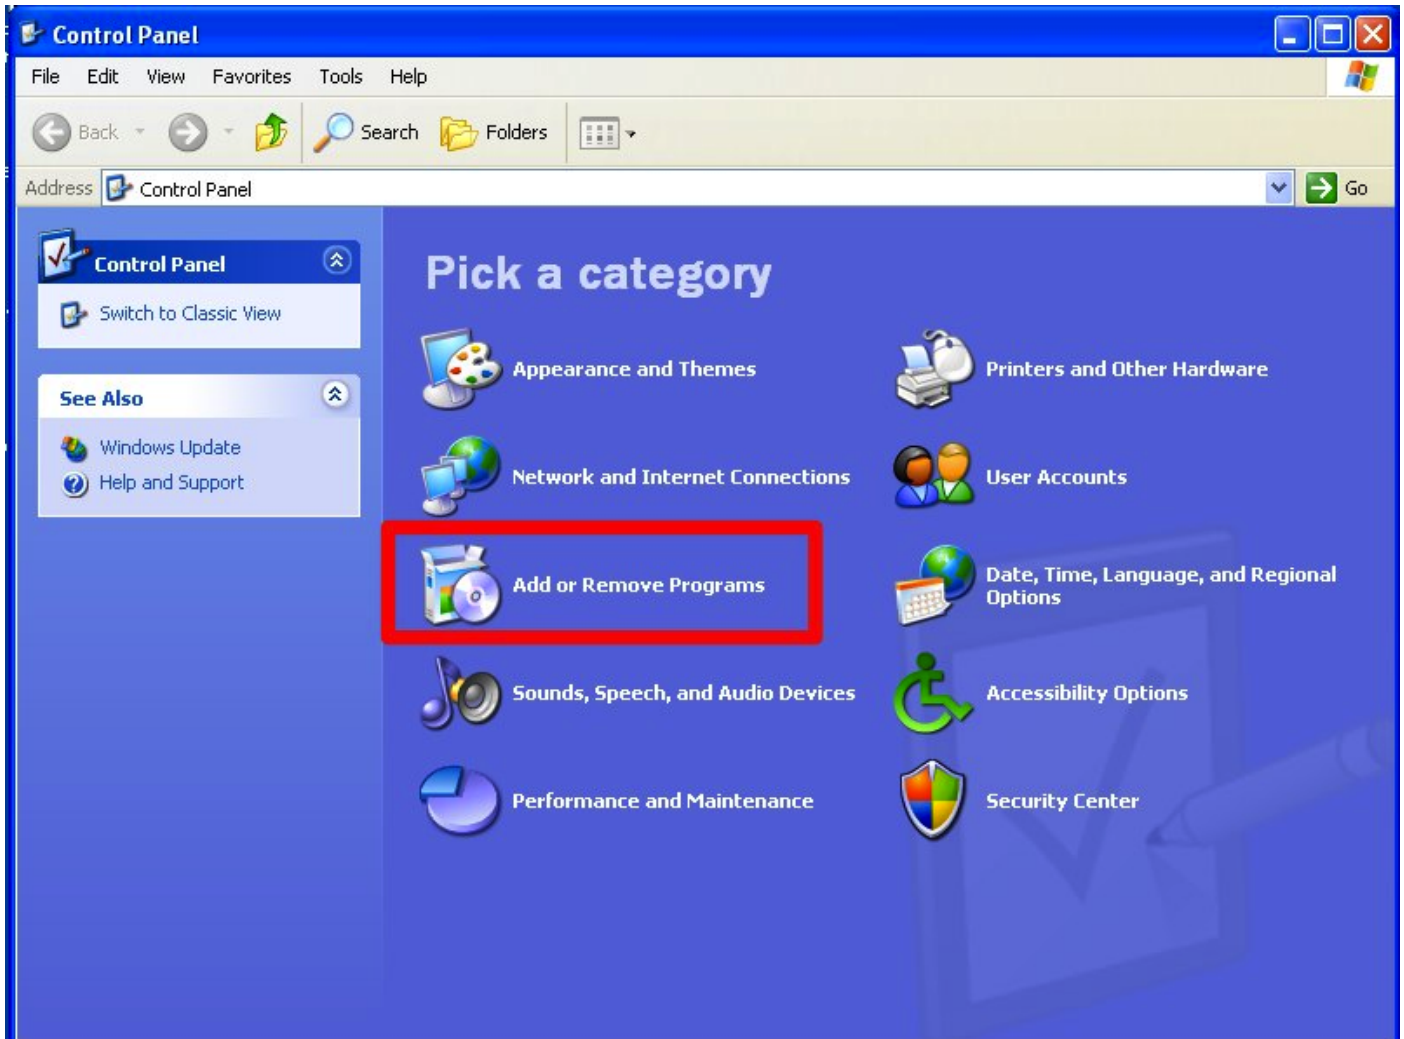 Control Panel
File Edit View Favorites Tools Help
Back Search Folders
Address Control Panel Go
Control Panel
Switch to Classic View
See Also
Windows Update
Help and Support
Pick a category
Appearance and Themes
Printers and Other Hardware
Network and Internet Connections
User Accounts
Add or Remove Programs
Date, Time, Language, and Regional
Options
Sounds, Speech, and Audio Devices
Accessibility Options
Performance and Maintenance
Security Center